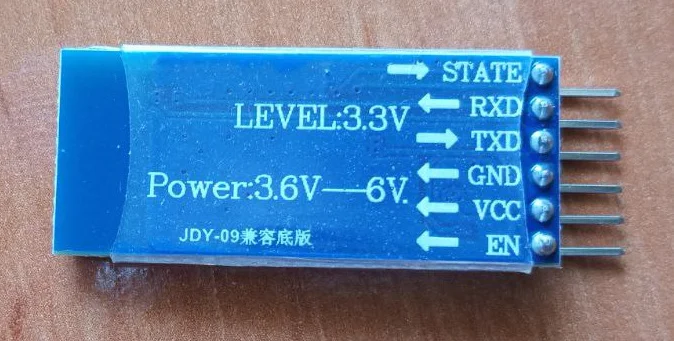 STATE
RXD
LEVEL:3.3V
TXD
GND
Power:3.6V—6V.
VCC
JDY-09兼容底版
EN